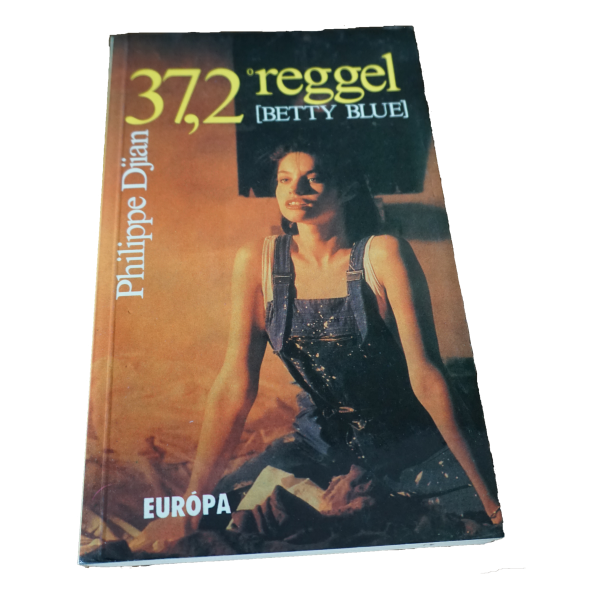 37,2° reggel
[BETTY BLUE]
Philippe Djian
EURÓPA